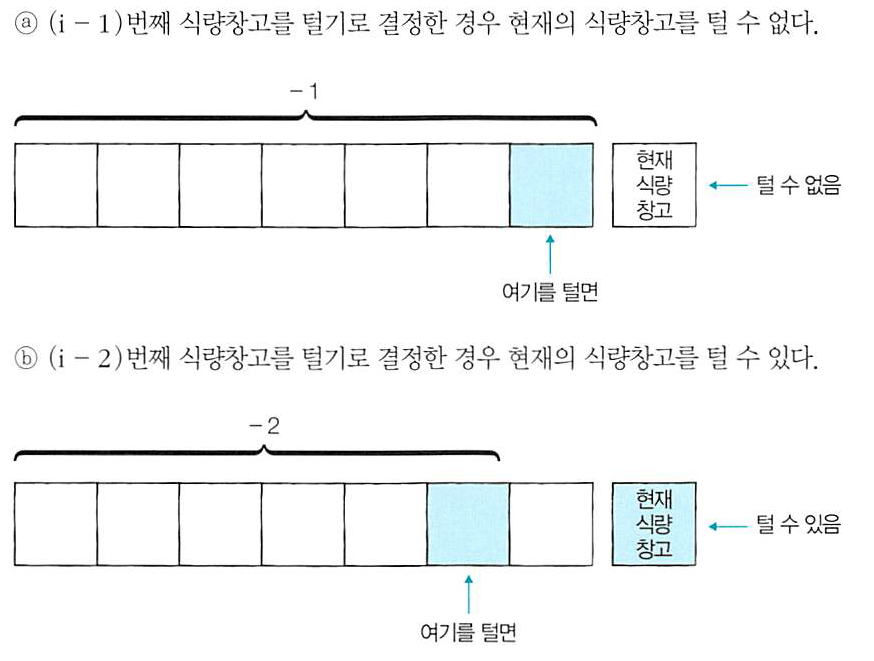 ⓐ (i − 1)번째 식량창고를 털기로 결정한 경우 현재의 식량창고를 털 수 없다.
− 1
현재
식량
창고
털 수 없음
여기를 털면
ⓑ (i − 2)번째 식량창고를 털기로 결정한 경우 현재의 식량창고를 털 수 있다.
− 2
현재
식량
창고
털 수 있음
여기를 털면